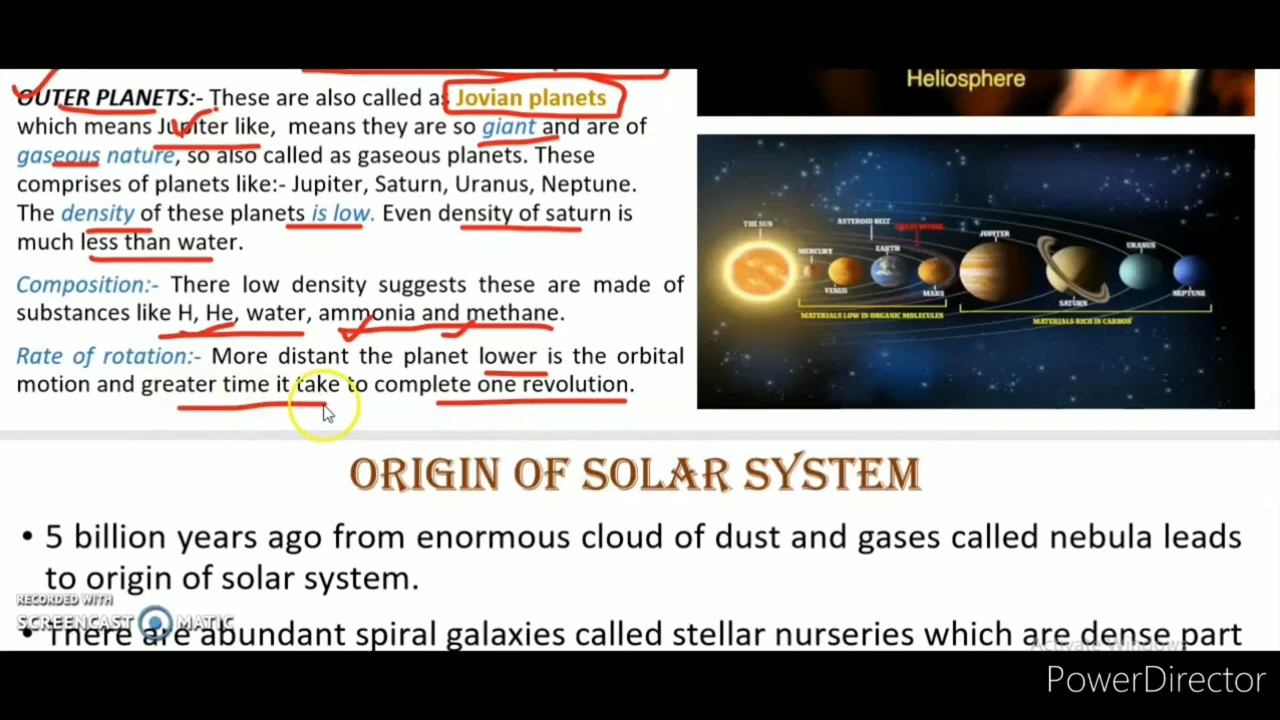 Heliosphere
OUTER PLANETS:- These are also called as Jovian planets
which means Jupiter like, means they are so giant and are of
gaseous nature, so also called as gaseous planets. These
comprises of planets like:- Jupiter, Saturn, Uranus, Neptune.
The density of these planets is low. Even density of saturn is
much less than water.
Composition:- There low density suggests these are made of
substances like H, He, water, ammonia and methane.
Rate of rotation:- More distant the planet lower is the orbital
motion and greater time it take to complete one revolution.
THE SUN
MERCURY
VENUS
ASTEROID BELT
EARTH
MARS
JUPITER
SATURN
URANUS
NEPTUNE
MATERIALS LOW IN ORGANIC MOLECULES
MATERIALS RICH IN CARBON
ORIGIN OF SOLAR SYSTEM
• 5 billion years ago from enormous cloud of dust and gases called nebula leads
to origin of solar system.
RECORDED WITH
SCREENCAST MATIC
• There are abundant spiral galaxies called stellar nurseries which are dense part
Activate Windows
PowerDirector